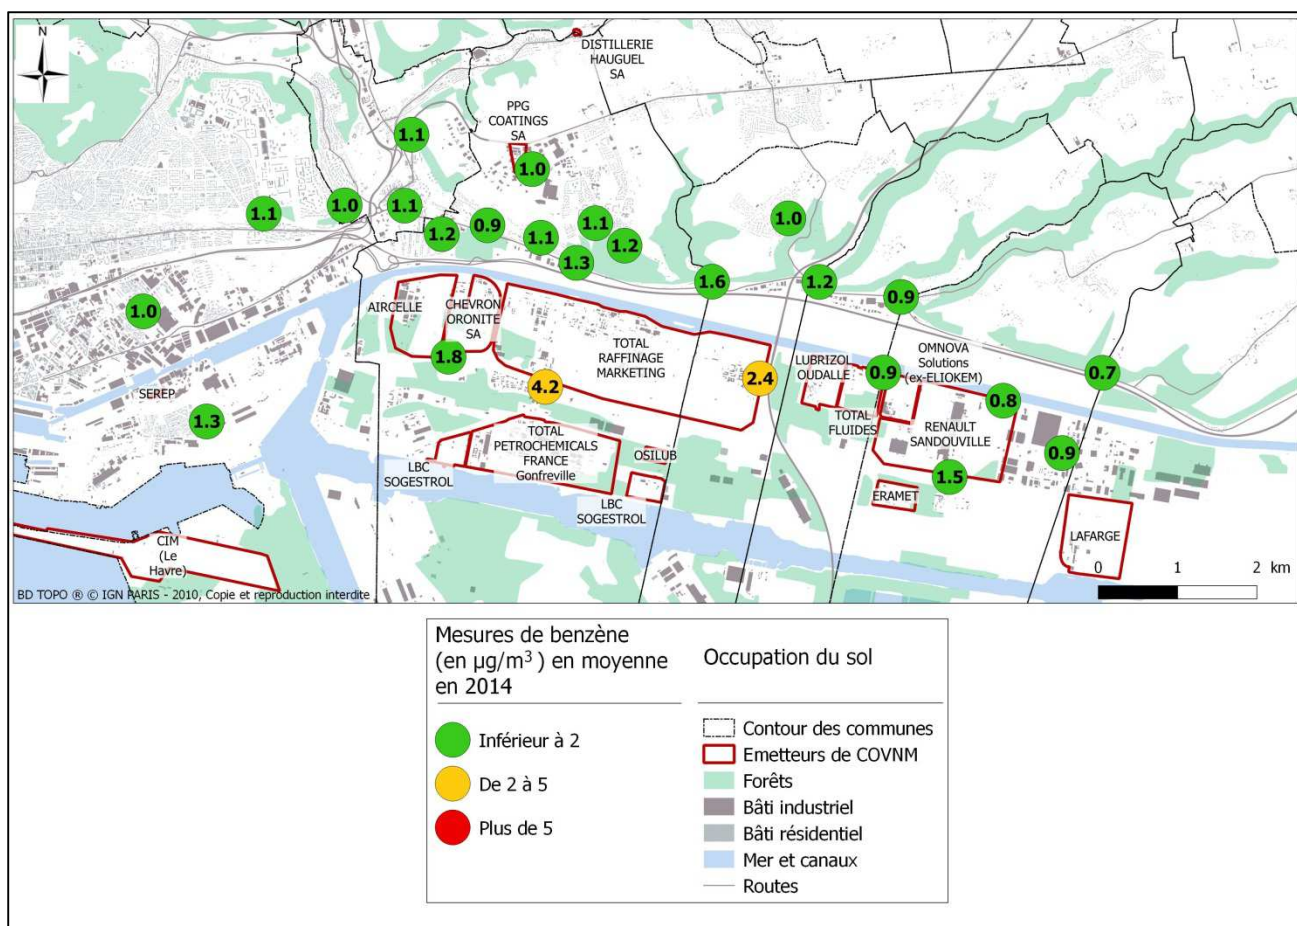 N
DISTILLERIE
HAUGUEL
SA
PPG
COATINGS
SA
1.1
1.0
1.1
1.0
1.1
1.2
0.9
1.1
1.1
1.2
1.3
1.0
1.6
1.2
0.9
1.0
AIRCELLE
CHEVRON
ORONITE
SA
TOTAL
RAFFINAGE
MARKETING
LUBRIZOL
OUDALLE
OMNOVA
Solutions
(ex-ELIOKEM)
1.8
4.2
2.4
0.9
0.7
0.8
SEREP
1.3
TOTAL
FLUIDES
RENAULT
SANDOUVILLE
TOTAL
PETROCHEMICALS
FRANCE
Gonfreville
OSILUB
0.9
LBC
SOGESTROL
1.5
ERAMET
LBC
SOGESTROL
CIM
(Le
Havre)
LAFARGE
0 1 2 km
BD TOPO ® © IGN PARIS - 2010, Copie et reproduction interdite
Mesures de benzène
(en µg/m³ ) en moyenne
en 2014
Inférieur à 2
De 2 à 5
Plus de 5
Occupation du sol
Contour des communes
Emetteurs de COVNM
Forêts
Bâti industriel
Bâti résidentiel
Mer et canaux
Routes